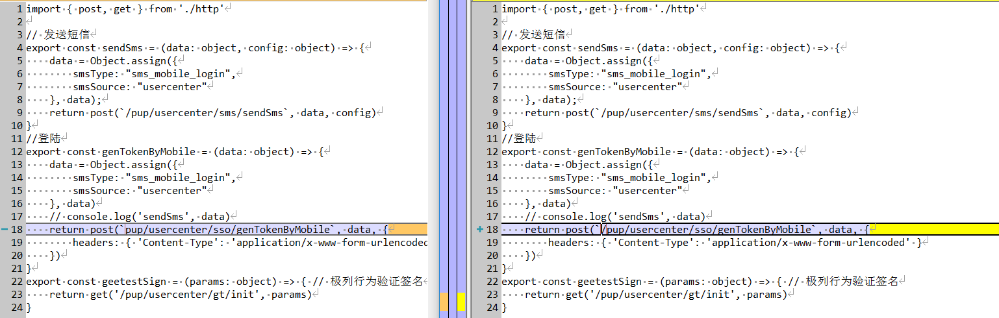 1 import { post, get } from './http'
2
3 // 发送短信
4 export const sendSms = (data: object, config: object) => {
5     data = Object.assign({
6         smsType: "sms_mobile_login",
7         smsSource: "usercenter"
8     }, data);
9     return post(`/pup/usercenter/sms/sendSms`, data, config)
10 }
11 //登陆
12 export const genTokenByMobile = (data: object) => {
13     data = Object.assign({
14         smsType: "sms_mobile_login",
15         smsSource: "usercenter"
16     }, data)
17     // console.log('sendSms', data)
- 18     return post(`pup/usercenter/sso/genTokenByMobile`, data, {
19         headers: { 'Content-Type': 'application/x-www-form-urlencoded
20     })
21 }
22 export const geetestSign = (params: object) => { // 极列行为验证签名
23     return get('/pup/usercenter/gt/init', params)
24 }
1 import { post, get } from './http'
2
3 // 发送短信
4 export const sendSms = (data: object, config: object) => {
5     data = Object.assign({
6         smsType: "sms_mobile_login",
7         smsSource: "usercenter"
8     }, data);
9     return post(`/pup/usercenter/sms/sendSms`, data, config)
10 }
11 //登陆
12 export const genTokenByMobile = (data: object) => {
13     data = Object.assign({
14         smsType: "sms_mobile_login",
15         smsSource: "usercenter"
16     }, data)
17     // console.log('sendSms', data)
+ 18     return post(`/pup/usercenter/sso/genTokenByMobile`, data, {
19         headers: { 'Content-Type': 'application/x-www-form-urlencoded' }
20     })
21 }
22 export const geetestSign = (params: object) => { // 极列行为验证签名
23     return get('/pup/usercenter/gt/init', params)
24 }